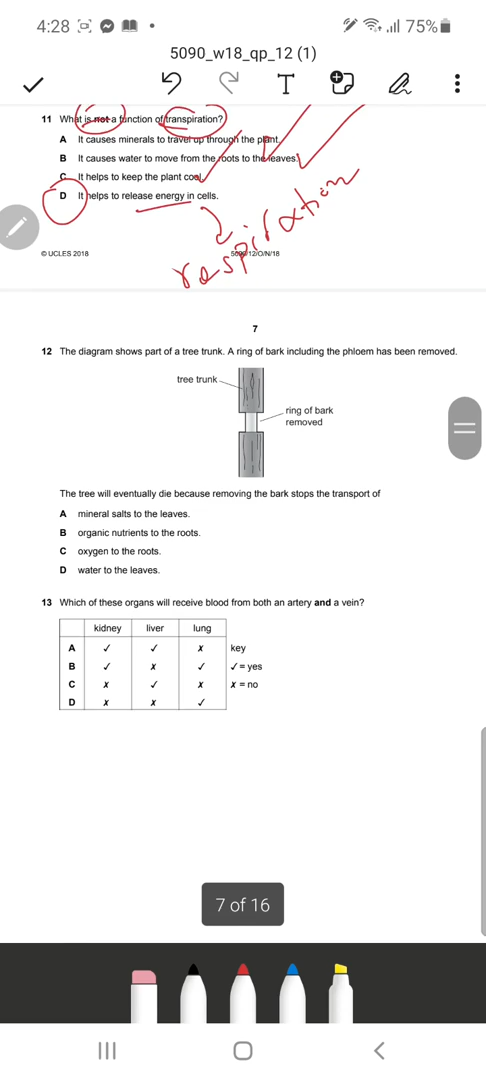 4:28
75%
5090_w18_qp_12 (1)
T
11 What is not a function of transpiration?
A It causes minerals to travel up through the plant.
B It causes water to move from the roots to the leaves.
C It helps to keep the plant cool.
D It helps to release energy in cells.
respiration
© UCLES 2018
5090/12/O/N/18
7
12 The diagram shows part of a tree trunk. A ring of bark including the phloem has been removed.
tree trunk
ring of bark
removed
The tree will eventually die because removing the bark stops the transport of
A mineral salts to the leaves.
B organic nutrients to the roots.
C oxygen to the roots.
D water to the leaves.
13 Which of these organs will receive blood from both an artery and a vein?
kidney liver lung
A ✓ ✓ ✗ key
B ✓ ✗ ✓ ✓ = yes
C ✗ ✓ ✗ ✗ = no
D ✗ ✗ ✓
7 of 16